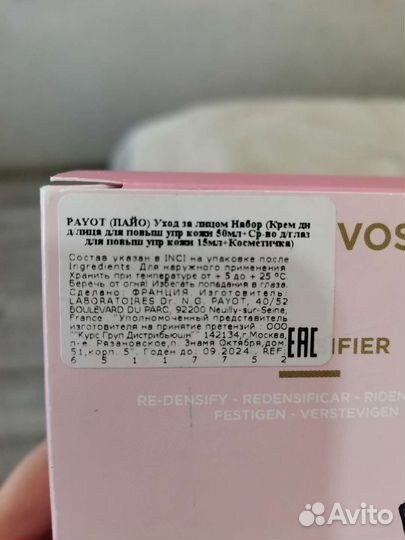 PAYOT (ПАЙО) Уход за лицом Набор (Крем дн
д/лица для повыш упр кожи 50мл+Ср-во д/глаз
для повыш упр кожи 15мл+Косметичка)
Состав указан в INCI на упаковке после
Ingredients. Для наружного применения
Хранить при температуре от + 5 до + 25 °C
Беречь от огня! Избегать попадания в глаза.
Сделано: ФРАНЦИЯ. Изготовитель:
LABORATOIRES Dr. N.G. PAYOT, 40/52
BOULEVARD DU PARC, 92200 Neuilly-sur-Seine,
France . "Уполномоченный представитель
изготовителя на принятие претензий : ООО
""Курс Груп Дистрибьюшн"" 142134,г.Москва,
п-е. Рязановское,п.Знамя Октября,дом
51,корп. 5". Годен до: 09 2024 . REF.
6 5 1 1 7 7 5 2
EAC
VOS
IFIER
RE-DENSIFY - REDENSIFICAR - RIDEN
FESTIGEN - VERSTEVIGEN
Avito